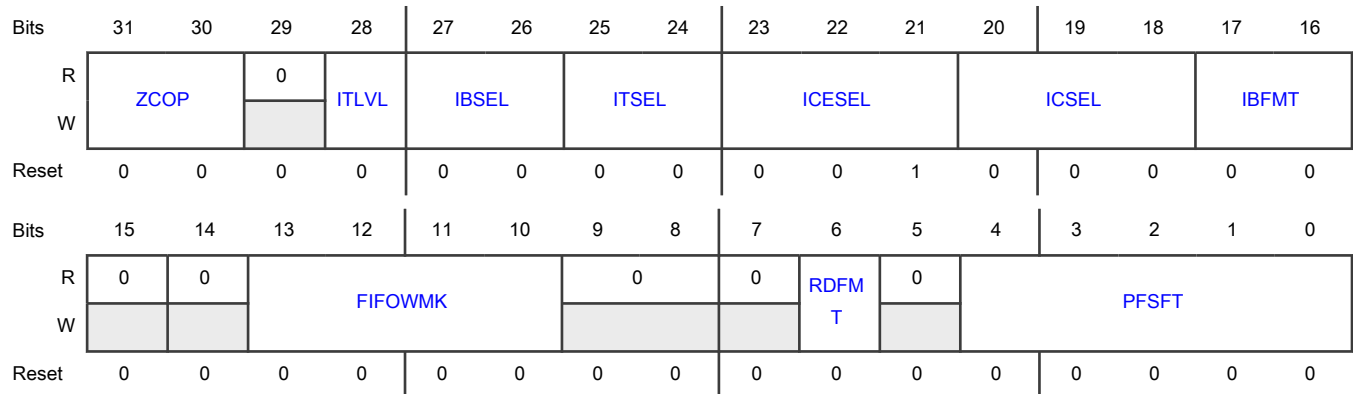 Bits 31 30 29 28 27 26 25 24 23 22 21 20 19 18 17 16
R 0
ZCOP ITLVL IBSEL ITSEL ICESEL ICSEL IBFMT
W
Reset 0 0 0 0 0 0 0 0 0 0 1 0 0 0 0 0
Bits 15 14 13 12 11 10 9 8 7 6 5 4 3 2 1 0
R 0 0 0 0 RDFM 0
FIFOWMK PFSFT
W T
Reset 0 0 0 0 0 0 0 0 0 0 0 0 0 0 0 0